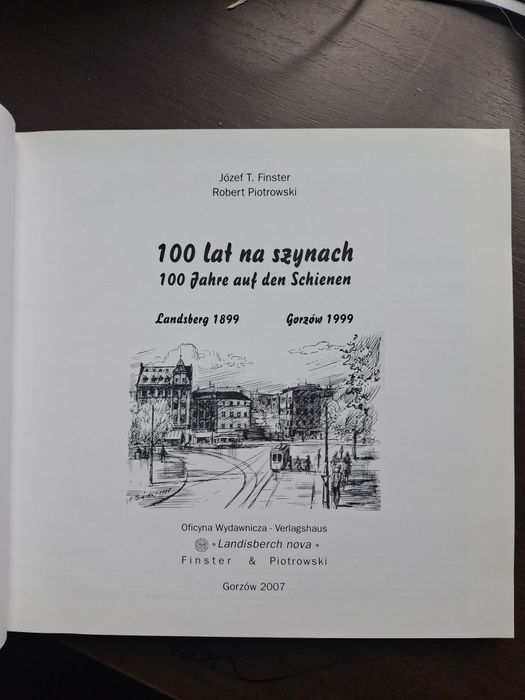 Józef T. Finster
Robert Piotrowski
100 lat na szynach
100 Jahre auf den Schienen
Landsberg 1899 Gorzów 1999
Oficyna Wydawnicza - Verlagshaus
» Landisberch nova «
Finster & Piotrowski
Gorzów 2007